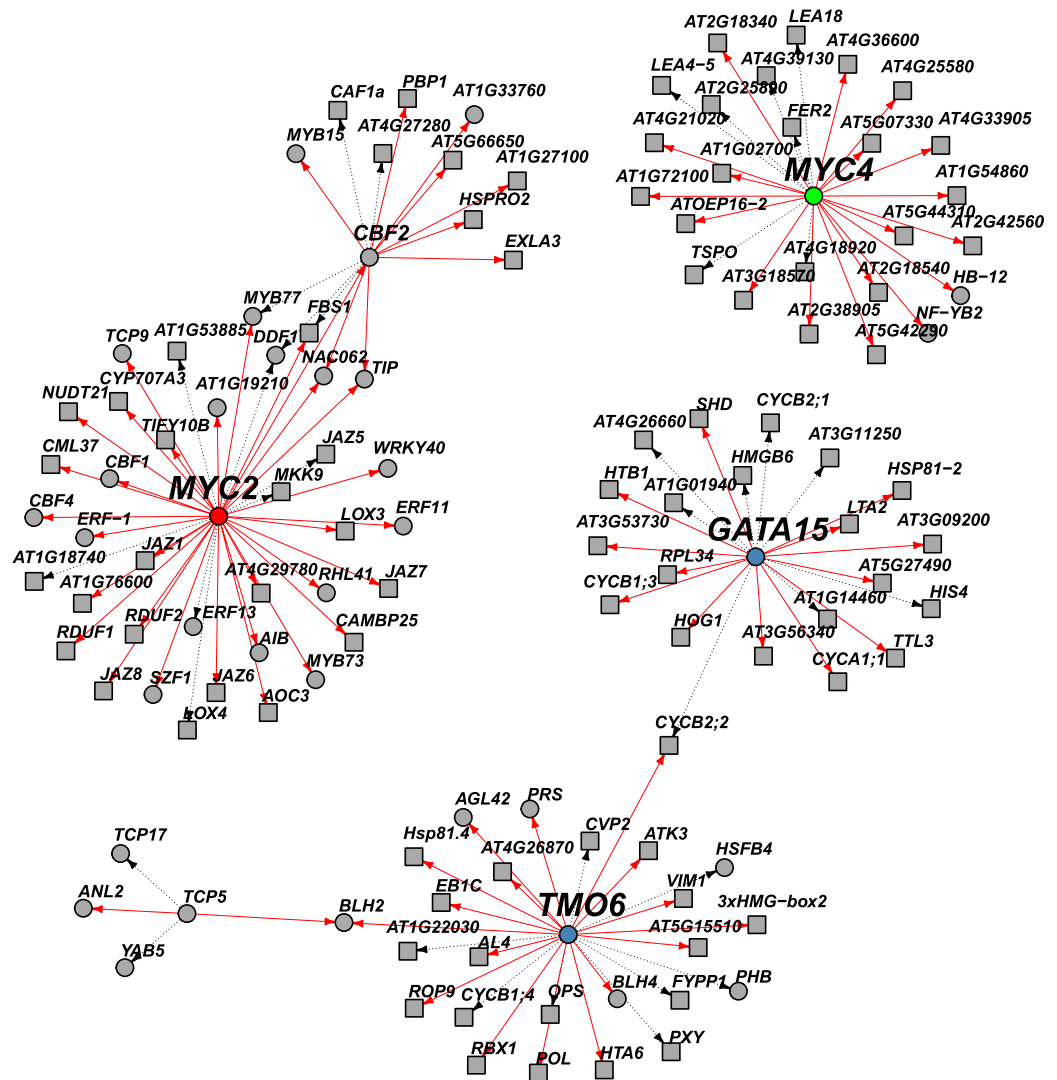 AT2G18340
LEA18
AT4G36600
LEA4-5
AT4G39130
AT4G25580
AT2G25890
FER2
AT4G21020
AT5G07330
AT4G33905
AT1G02700
AT1G72100
MYC4
AT1G54860
ATOEP16-2
AT5G44310
AT2G42560
TSPO
AT4G18920
AT3G18570
AT2G18540
HB-12
AT2G38905
NF-YB2
AT5G42290
CAF1a
PBP1
AT1G33760
MYB15
AT4G27280
AT5G66650
AT1G27100
HSPRO2
CBF2
EXLA3
MYB77
FBS1
DDF1
NAC062
TIP
TCP9
AT1G53885
AT1G19210
CYP707A3
NUDT21
TIFY10B
CML37
CBF1
JAZ5
WRKY40
MKK9
MYC2
CBF4
ERF-1
LOX3
ERF11
AT1G18740
JAZ1
AT4G29780
RHL41
JAZ7
AT1G76600
RDUF2
ERF13
CAMBP25
RDUF1
AIB
MYB73
JAZ8
SZF1
JAZ6
AOC3
LOX4
SHD
CYCB2;1
AT4G26660
AT3G11250
HMGB6
HTB1
AT1G01940
HSP81-2
LTA2
AT3G53730
GATA15
AT3G09200
RPL34
AT5G27490
CYCB1;3
AT1G14460
HIS4
HOG1
AT3G56340
TTL3
CYCA1;1
CYCB2;2
AGL42
PRS
Hsp81.4
AT4G26870
CVP2
ATK3
HSFB4
EB1C
VIM1
3xHMG-box2
TMO6
AT1G22030
AL4
AT5G15510
ROP9
CYCB1;4
OPS
BLH4
FYPP1
PHB
RBX1
POL
HTA6
PXY
TCP17
ANL2
TCP5
BLH2
YAB5